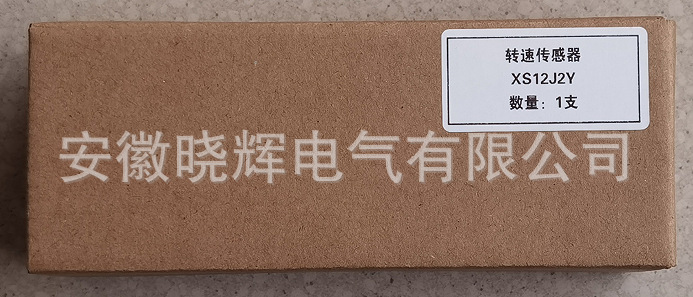 转速传感器
XS12J2Y
数量：1支
安徽晓辉电气有限公司